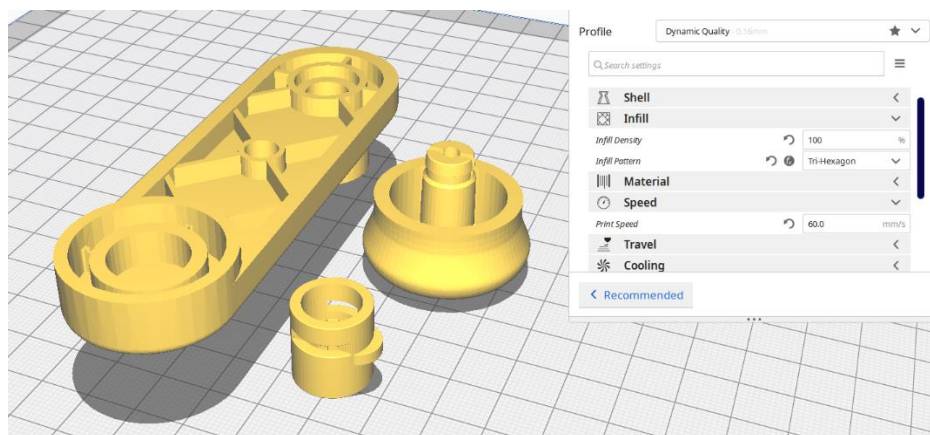 Profile Dynamic Quality 0.16mm
Search settings
Shell
Infill
Infill Density 100 %
Infill Pattern Tri-Hexagon
Material
Speed
Print Speed 60.0 mm/s
Travel
Cooling
Recommended